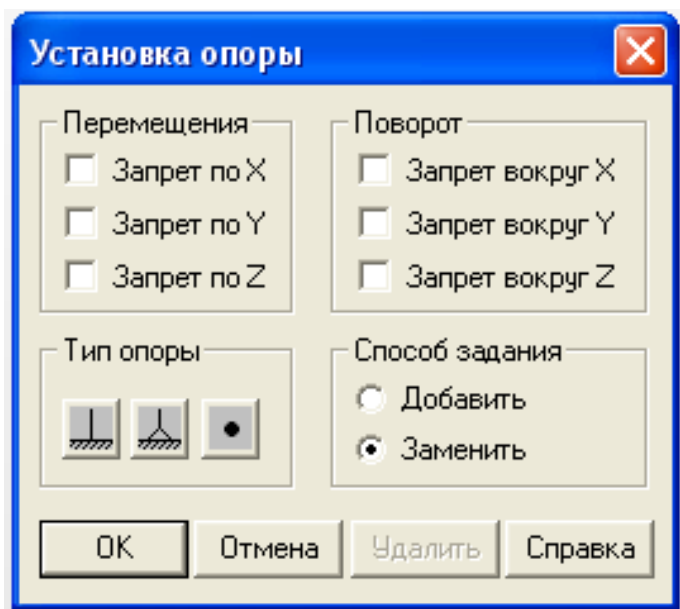 Установка опоры
Перемещения
Запрет по X
Запрет по Y
Запрет по Z
Поворот
Запрет вокруг X
Запрет вокруг Y
Запрет вокруг Z
Тип опоры
Способ задания
Добавить
Заменить
OK
Отмена
Удалить
Справка